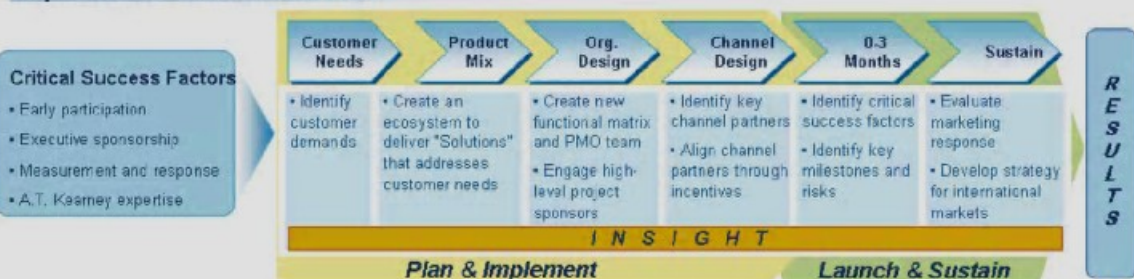 Critical Success Factors
• Early participation
• Executive sponsorship
• Measurement and response
• A.T. Kearney expertise
Customer
Needs
• Identify
customer
demands
Product
Mix
• Create an
ecosystem to
deliver "Solutions"
that addresses
customer needs
Org.
Design
• Create new
functional matrix
and PMO team
• Engage high-
level project
sponsors
Channel
Design
• Identify key
channel partners
• Align channel
partners through
incentives
0-3
Months
• Identify critical
success factors
• Identify key
milestones and
risks
Sustain
• Evaluate
marketing
response
• Develop strategy
for international
markets
INSIGHT
Plan & Implement
Launch & Sustain
RESULTS